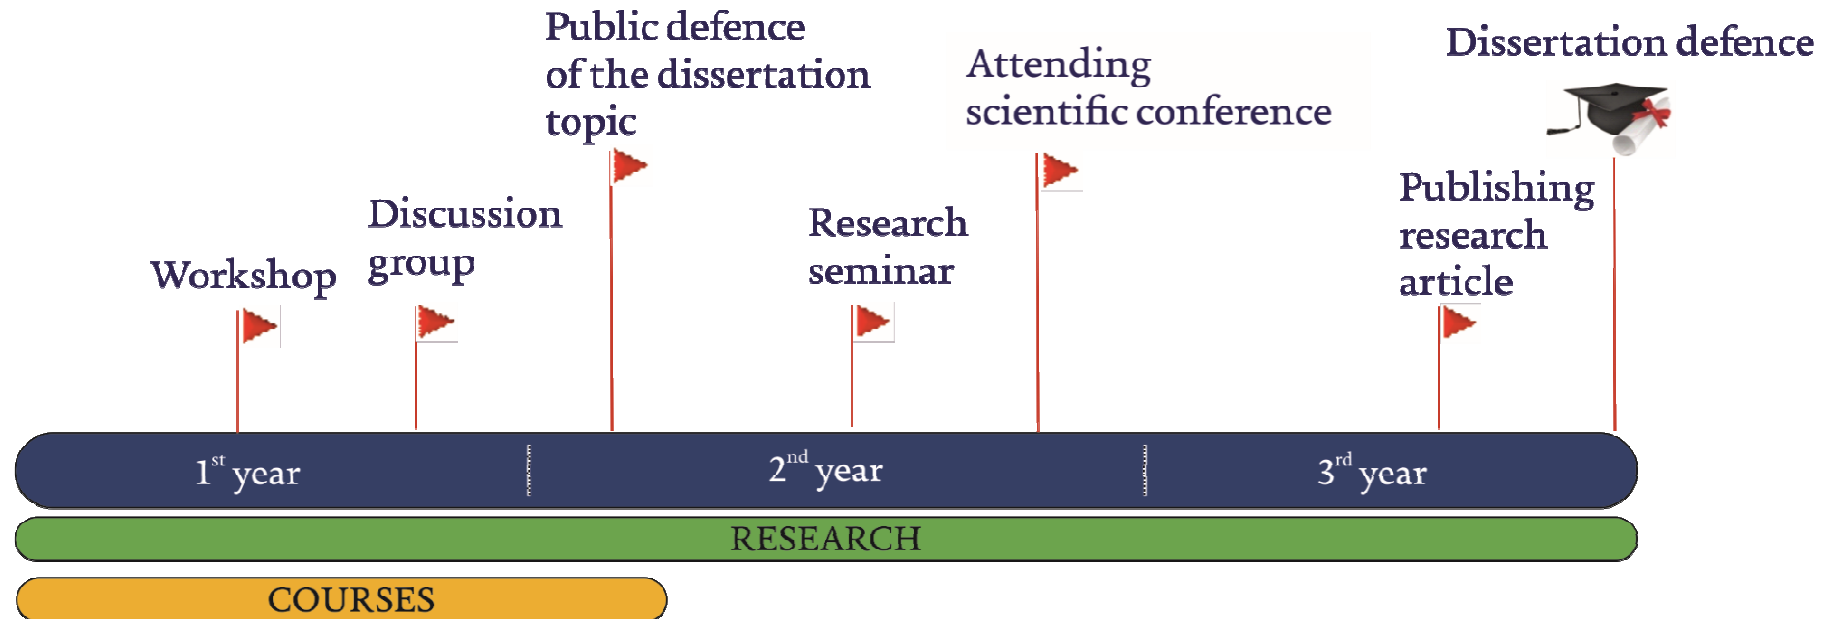 Public defence
of the dissertation
topic
Attending
scientific conference
Dissertation defence
Workshop
Discussion
group
Research
seminar
Publishing
research
article
1st year
2nd year
3rd year
RESEARCH
COURSES